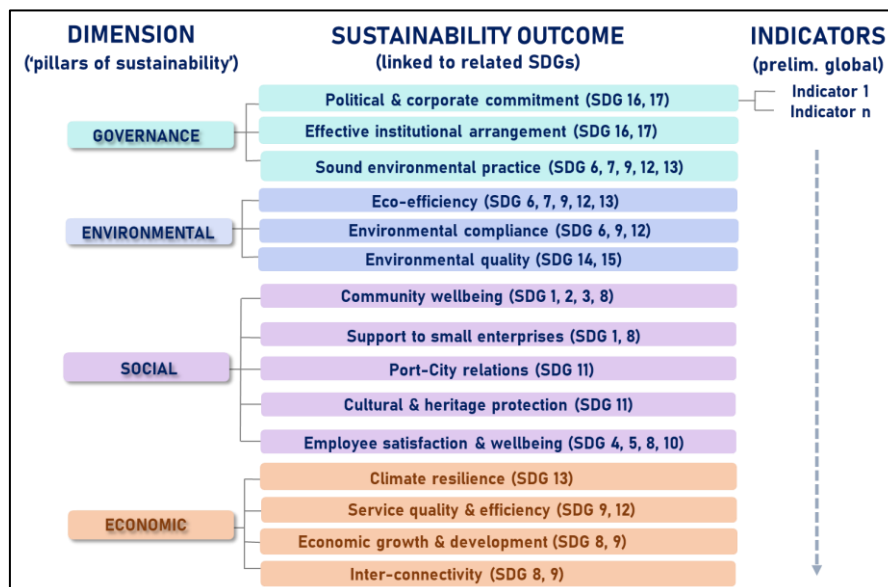 DIMENSION
('pillars of sustainability')
SUSTAINABILITY OUTCOME
(linked to related SDGs)
INDICATORS
(prelim. global)
GOVERNANCE
Political & corporate commitment (SDG 16, 17)
Effective institutional arrangement (SDG 16, 17)
Sound environmental practice (SDG 6, 7, 9, 12, 13)
Indicator 1
Indicator n
ENVIRONMENTAL
Eco-efficiency (SDG 6, 7, 9, 12, 13)
Environmental compliance (SDG 6, 9, 12)
Environmental quality (SDG 14, 15)
SOCIAL
Community wellbeing (SDG 1, 2, 3, 8)
Support to small enterprises (SDG 1, 8)
Port-City relations (SDG 11)
Cultural & heritage protection (SDG 11)
Employee satisfaction & wellbeing (SDG 4, 5, 8, 10)
ECONOMIC
Climate resilience (SDG 13)
Service quality & efficiency (SDG 9, 12)
Economic growth & development (SDG 8, 9)
Inter-connectivity (SDG 8, 9)